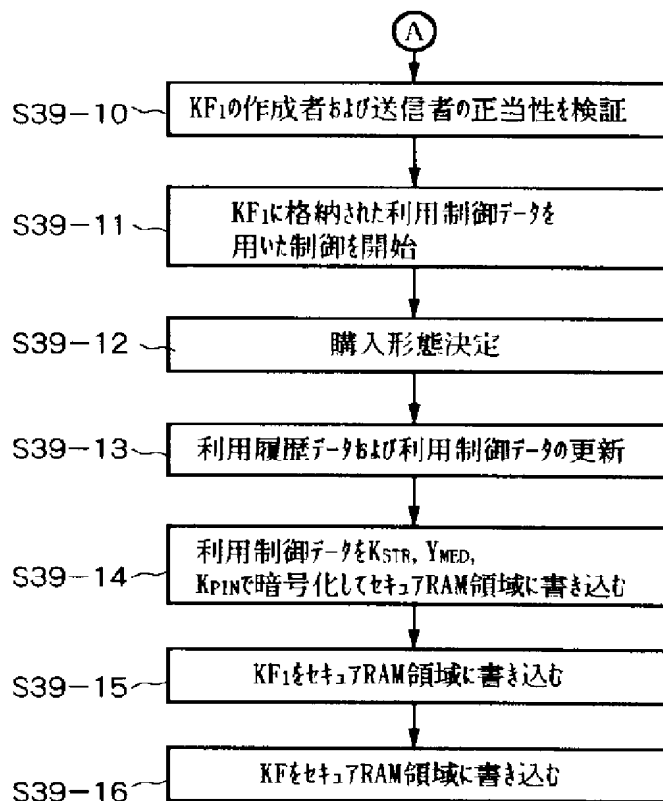 A
S39-10 KF1の作成者および送信者の正当性を検証
S39-11 KF1に格納された利用制御データを
用いた制御を開始
S39-12 購入形態決定
S39-13 利用履歴データおよび利用制御データの更新
S39-14 利用制御データをKSTR, YMED,
KPINで暗号化してセキュアRAM領域に書き込む
S39-15 KF1をセキュアRAM領域に書き込む
S39-16 KFをセキュアRAM領域に書き込む